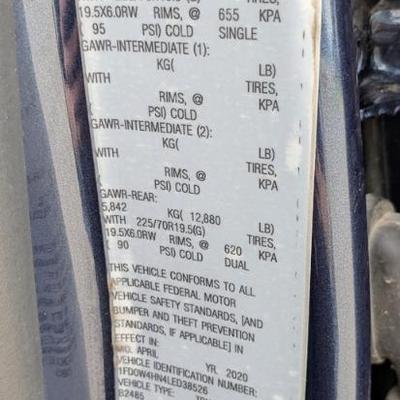 19.5X6.0RW RIMS, @ 655 KPA
( 95 PSI) COLD SINGLE
GAWR-INTERMEDIATE (1):
KG( LB)
WITH TIRES,
RIMS, @ KPA
( PSI) COLD
GAWR-INTERMEDIATE (2):
KG( LB)
WITH TIRES,
RIMS, @ KPA
( PSI) COLD
GAWR-REAR:
5,842 KG( 12,880 LB)
WITH 225/70R19.5(G) TIRES,
19.5X6.0RW RIMS, @ 620 KPA
( 90 PSI) COLD DUAL
THIS VEHICLE CONFORMS TO ALL
APPLICABLE FEDERAL MOTOR
VEHICLE SAFETY STANDARDS, [AND
BUMPER AND THEFT PREVENTION
STANDARDS, IF APPLICABLE] IN
EFFECT IN:
MO. APRIL YR. 2020
VEHICLE IDENTIFICATION NUMBER:
1FD0W4HN4LED38526
VEHICLE TYPE:
B2485